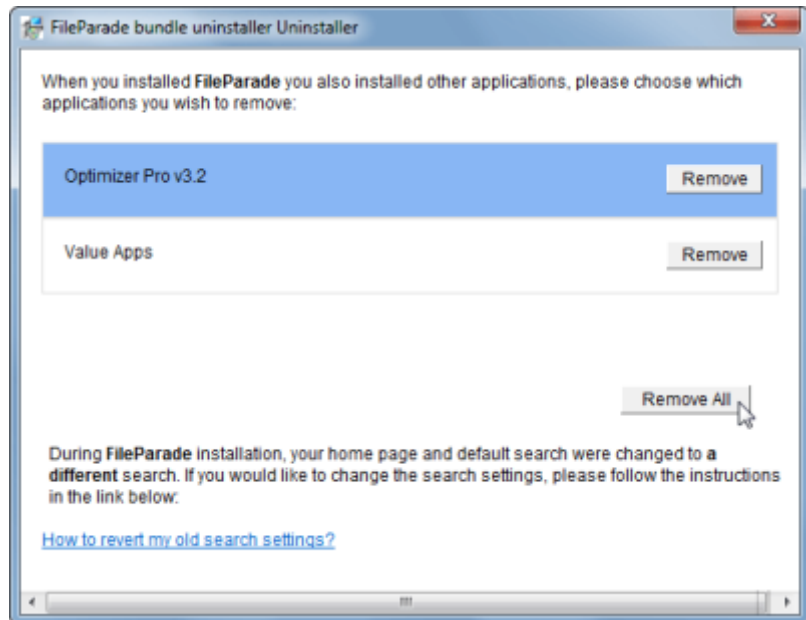 FileParade bundle uninstaller Uninstaller
When you installed FileParade you also installed other applications, please choose which
applications you wish to remove:
Optimizer Pro v3.2
Remove
Value Apps
Remove
Remove All
During FileParade installation, your home page and default search were changed to a
different search. If you would like to change the search settings, please follow the instructions
in the link below:
How to revert my old search settings?